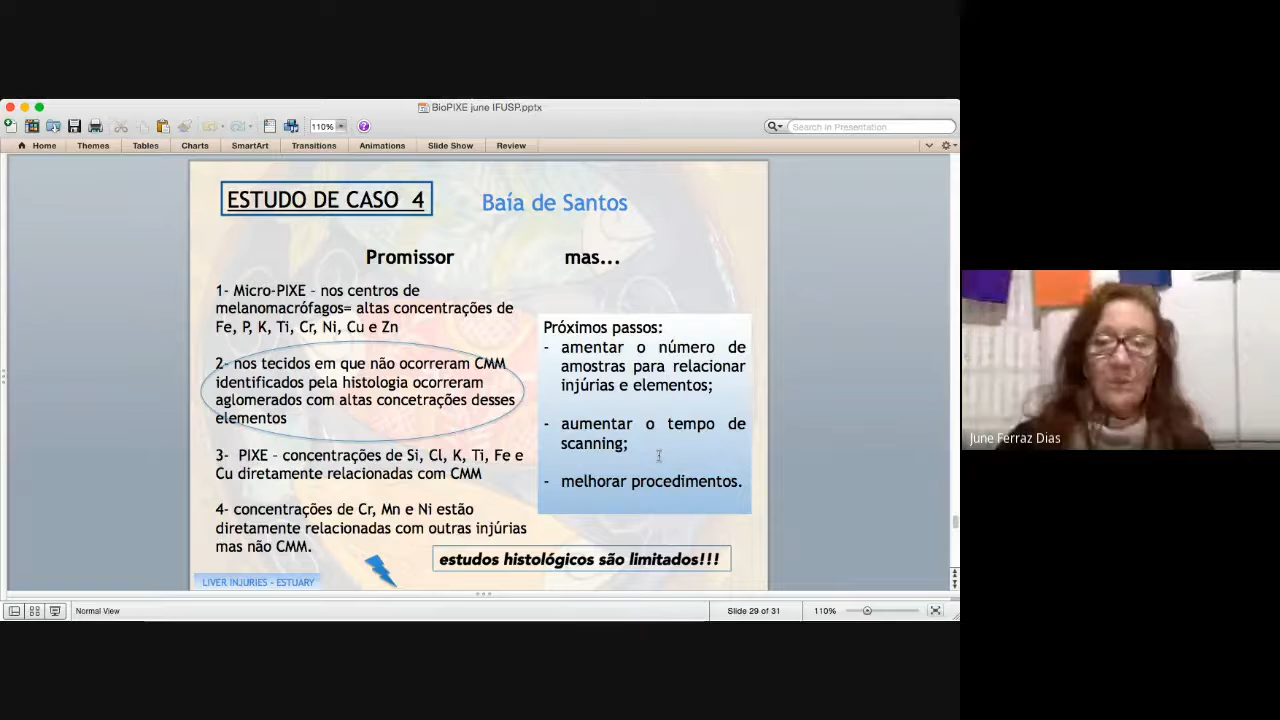 BioPIXE june IFUSP.pptx
110%
Search in Presentation
Home Themes Tables Charts SmartArt Transitions Animations Slide Show Review
ESTUDO DE CASO 4
Baía de Santos
Promissor
mas...
1- Micro-PIXE – nos centros de
melanomacrófagos= altas concentrações de
Fe, P, K, Ti, Cr, Ni, Cu e Zn
2- nos tecidos em que não ocorreram CMM
identificados pela histologia ocorreram
aglomerados com altas concetrações desses
elementos
3- PIXE – concentrações de Si, Cl, K, Ti, Fe e
Cu diretamente relacionadas com CMM
4- concentrações de Cr, Mn e Ni estão
diretamente relacionadas com outras injúrias
mas não CMM.
Próximos passos:
- amentar o número de
amostras para relacionar
injúrias e elementos;
- aumentar o tempo de
scanning;
- melhorar procedimentos.
estudos histológicos são limitados!!!
LIVER INJURIES - ESTUARY
Normal View
Slide 29 of 31
110%
June Ferraz Dias